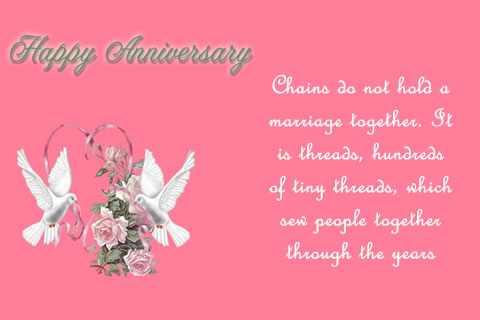 Happy Anniversary
Chains do not hold a
marriage together. It
is threads, hundreds
of tiny threads, which
sew people together
through the years